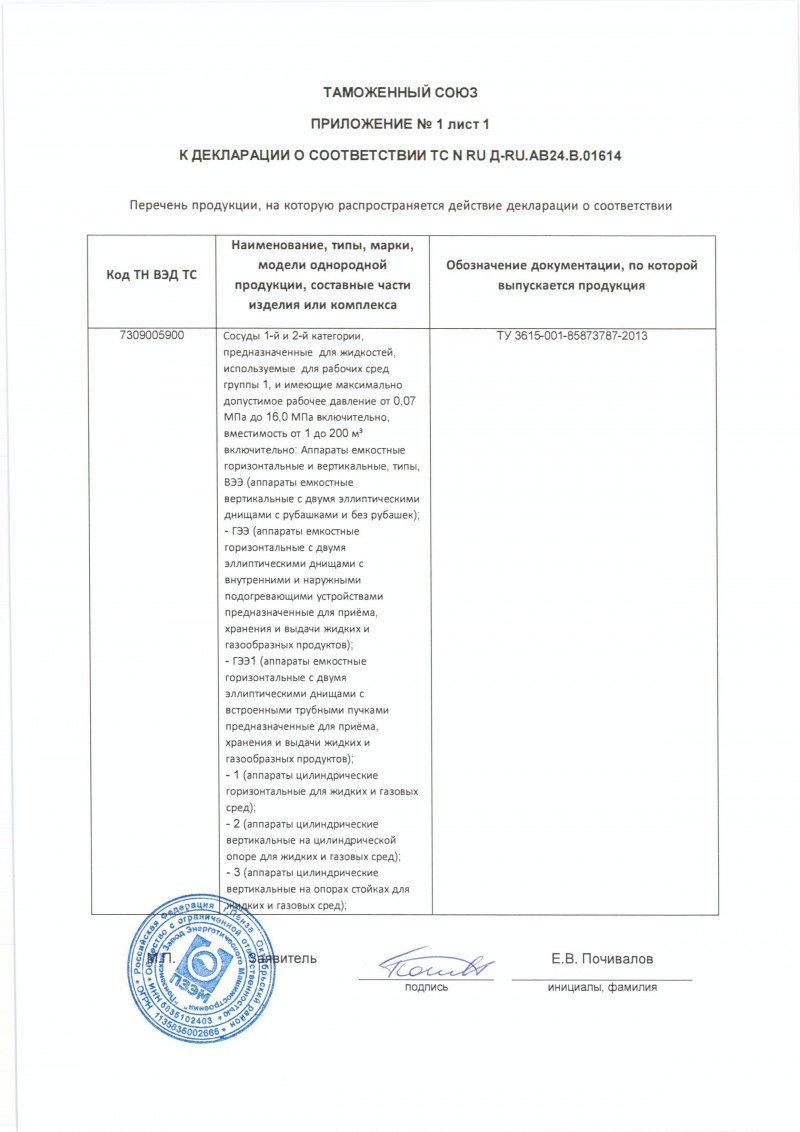 ТАМОЖЕННЫЙ СОЮЗ
ПРИЛОЖЕНИЕ № 1 лист 1
К ДЕКЛАРАЦИИ О СООТВЕТСТВИИ ТС N RU Д-RU.АВ24.В.01614
Перечень продукции, на которую распространяется действие декларации о соответствии
Код ТН ВЭД ТС
Наименование, типы, марки,
модели однородной
продукции, составные части
изделия или комплекса
Обозначение документации, по которой
выпускается продукция
7309005900
Сосуды 1-й и 2-й категории,
предназначенные для жидкостей,
используемые для рабочих сред
группы 1, и имеющие максимально
допустимое рабочее давление от 0,07
МПа до 16,0 МПа включительно,
вместимость от 1 до 200 м³
включительно: Аппараты емкостные
горизонтальные и вертикальные, типы,
ВЭЭ (аппараты емкостные
вертикальные с двумя эллиптическими
днищами с рубашками и без рубашек);
- ГЭЭ (аппараты емкостные
горизонтальные с двумя
эллиптическими днищами с
внутренними и наружными
подогревающими устройствами
предназначенные для приёма,
хранения и выдачи жидких и
газообразных продуктов);
- ГЭЭ1 (аппараты емкостные
горизонтальные с двумя
эллиптическими днищами с
встроенными трубными пучками
предназначенные для приёма,
хранения и выдачи жидких и
газообразных продуктов);
- 1 (аппараты цилиндрические
горизонтальные для жидких и газовых
сред);
- 2 (аппараты цилиндрические
вертикальные на цилиндрической
опоре для жидких и газовых сред);
- 3 (аппараты цилиндрические
вертикальные на опорах стойках для
жидких и газовых сред);
ТУ 3615-001-85873787-2013
М.П.
Заявитель
Е.В. Почивалов
подпись
инициалы, фамилия
Российская Федерация г.Пенза Октябрьский район
Общество с ограниченной ответственностью
"Пензенский Завод Энергетического Машиностроения"
ПЗЭМ